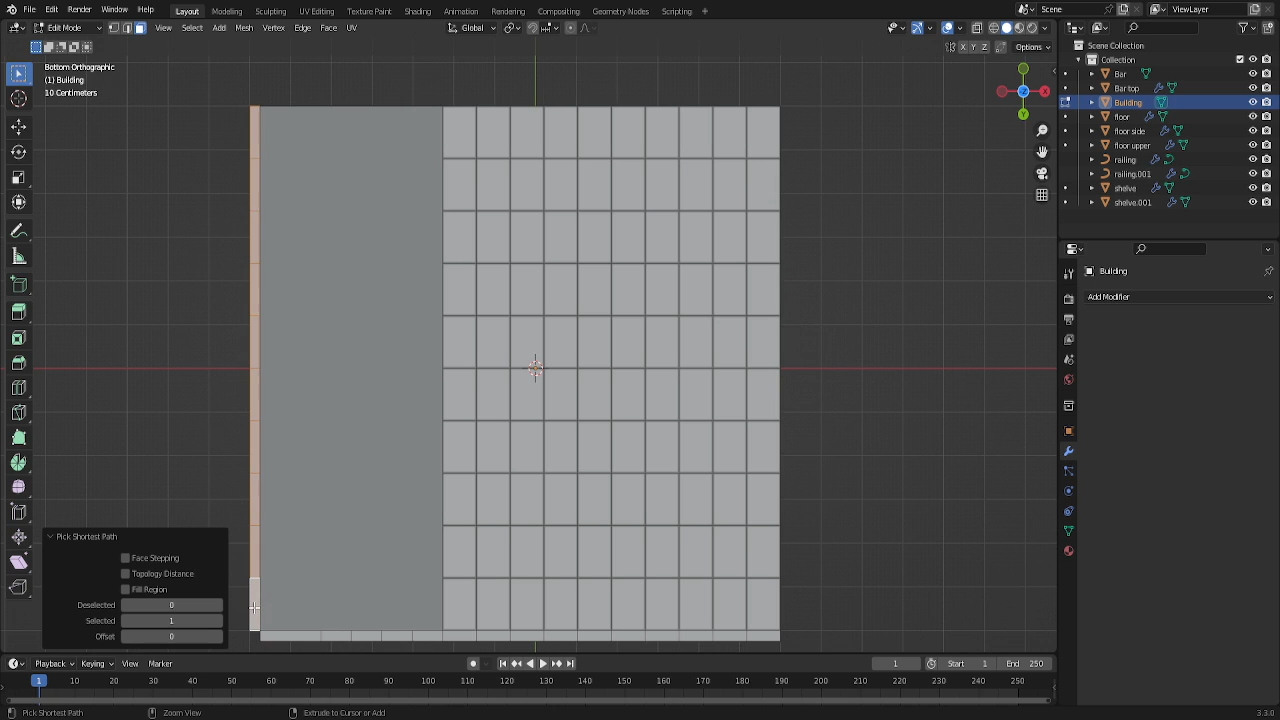 File Edit Render Window Help Layout Modeling Sculpting UV Editing Texture Paint Shading Animation Rendering Compositing Geometry Nodes Scripting + Scene ViewLayer
Edit Mode View Select Add Mesh Vertex Edge Face UV Global
X Y Z Options
Bottom Orthographic
(1) Building
10 Centimeters
X
Z
Y
Scene Collection
Collection
Bar
Bar top
Building
floor
floor side
floor upper
railing
railing.001
shelve
shelve.001
Building
Add Modifier
Pick Shortest Path
Face Stepping
Topology Distance
Fill Region
Deselected 0
Selected 1
Offset 0
Playback Keying View Marker 1 Start 1 End 250
1 10 20 30 40 50 60 70 80 90 100 110 120 130 140 150 160 170 180 190 200 210 220 230 240 250
Pick Shortest Path Zoom View Extrude to Cursor or Add 3.3.0